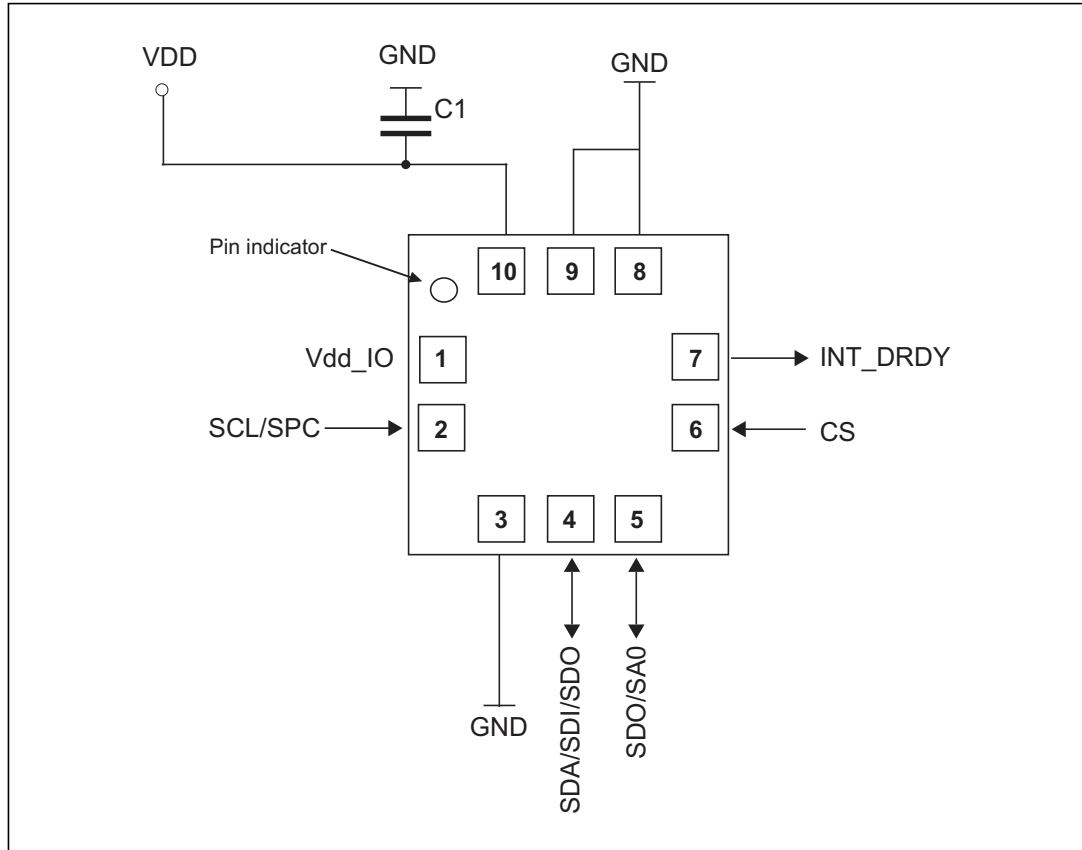 VDD
GND
C1
GND
Pin indicator
10
9
8
Vdd_IO
1
7
INT_DRDY
SCL/SPC
2
6
CS
3
4
5
GND
SDA/SDI/SDO
SDO/SA0